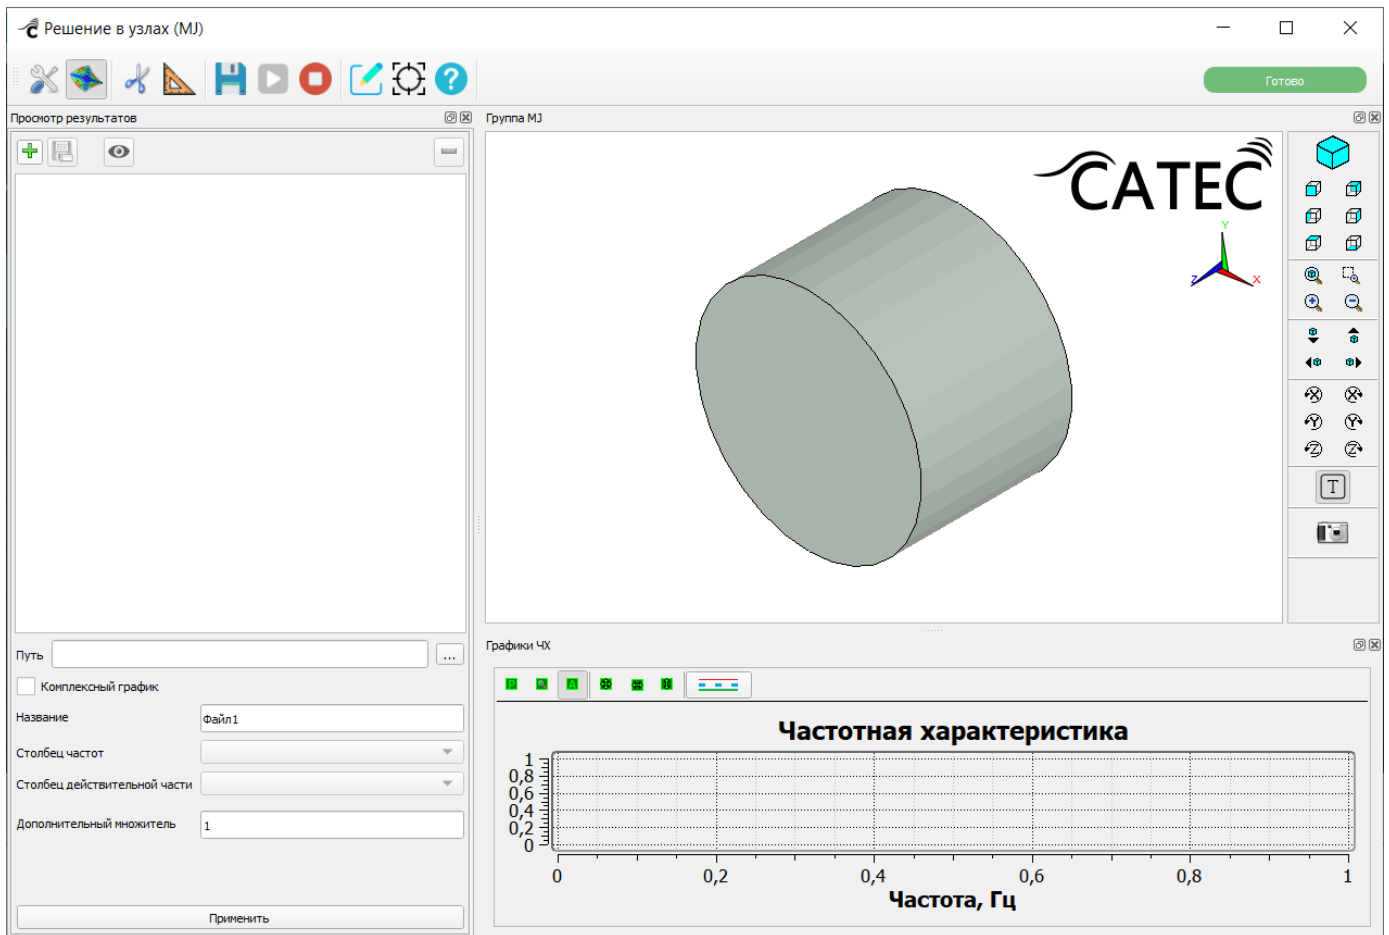 Решение в узлах (MJ)
Готово
Просмотр результатов
Группа MJ
CATEC
Y
Z
X
X X
Y Y
Z Z
T
Путь
...
Комплексный график
Название
Файл1
Столбец частот
Столбец действительной части
Дополнительный множитель
1
Применить
Графики ЧХ
P
A
Частотная характеристика
1
0,8
0,6
0,4
0,2
0
0 0,2 0,4 0,6 0,8 1
Частота, Гц